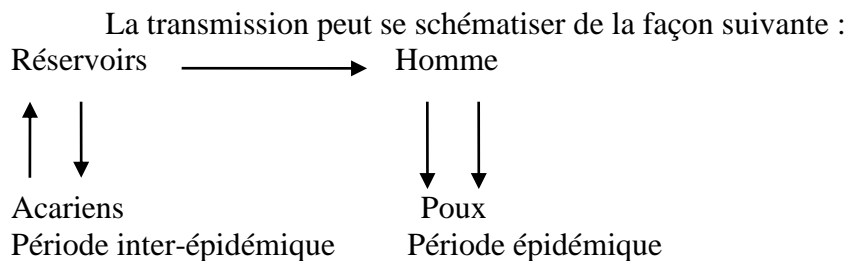 La transmission peut se schématiser de la façon suivante :
Réservoirs Homme
Acariens Poux
Période inter-épidémique Période épidémique